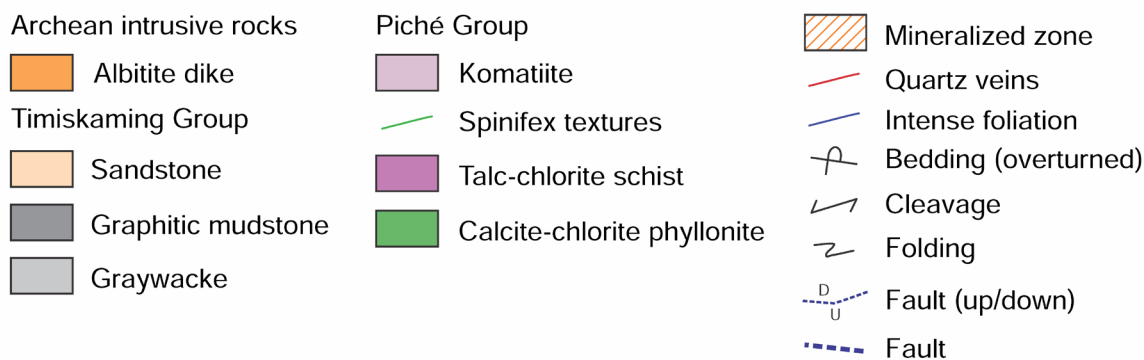 Archean intrusive rocks
Albitite dike
Timiskaming Group
Sandstone
Graphitic mudstone
Graywacke
Piché Group
Komatiite
Spinifex textures
Talc-chlorite schist
Calcite-chlorite phyllonite
Mineralized zone
Quartz veins
Intense foliation
Bedding (overturned)
Cleavage
Folding
D
U
Fault (up/down)
Fault